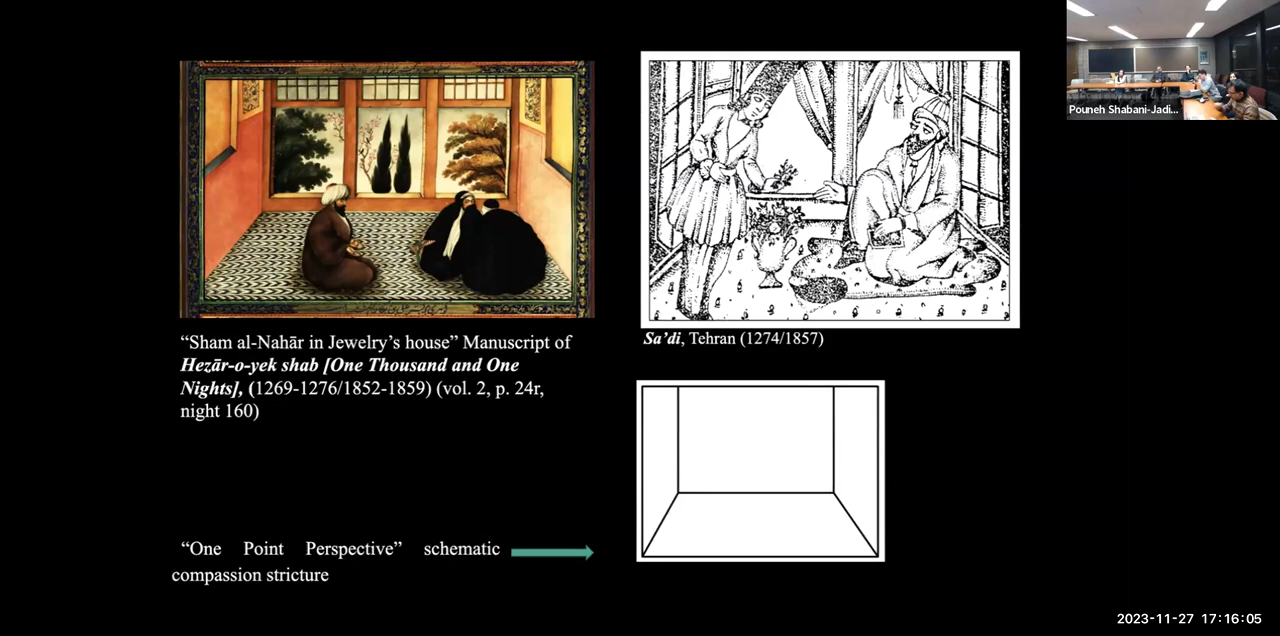 Pouneh Shabani-Jadi...
“Sham al-Nahār in Jewelry’s house” Manuscript of
Hezār-o-yek shab [One Thousand and One
Nights], (1269-1276/1852-1859) (vol. 2, p. 24r,
night 160)
Sa’di, Tehran (1274/1857)
“One Point Perspective” schematic
compassion stricture
2023-11-27 17:16:05